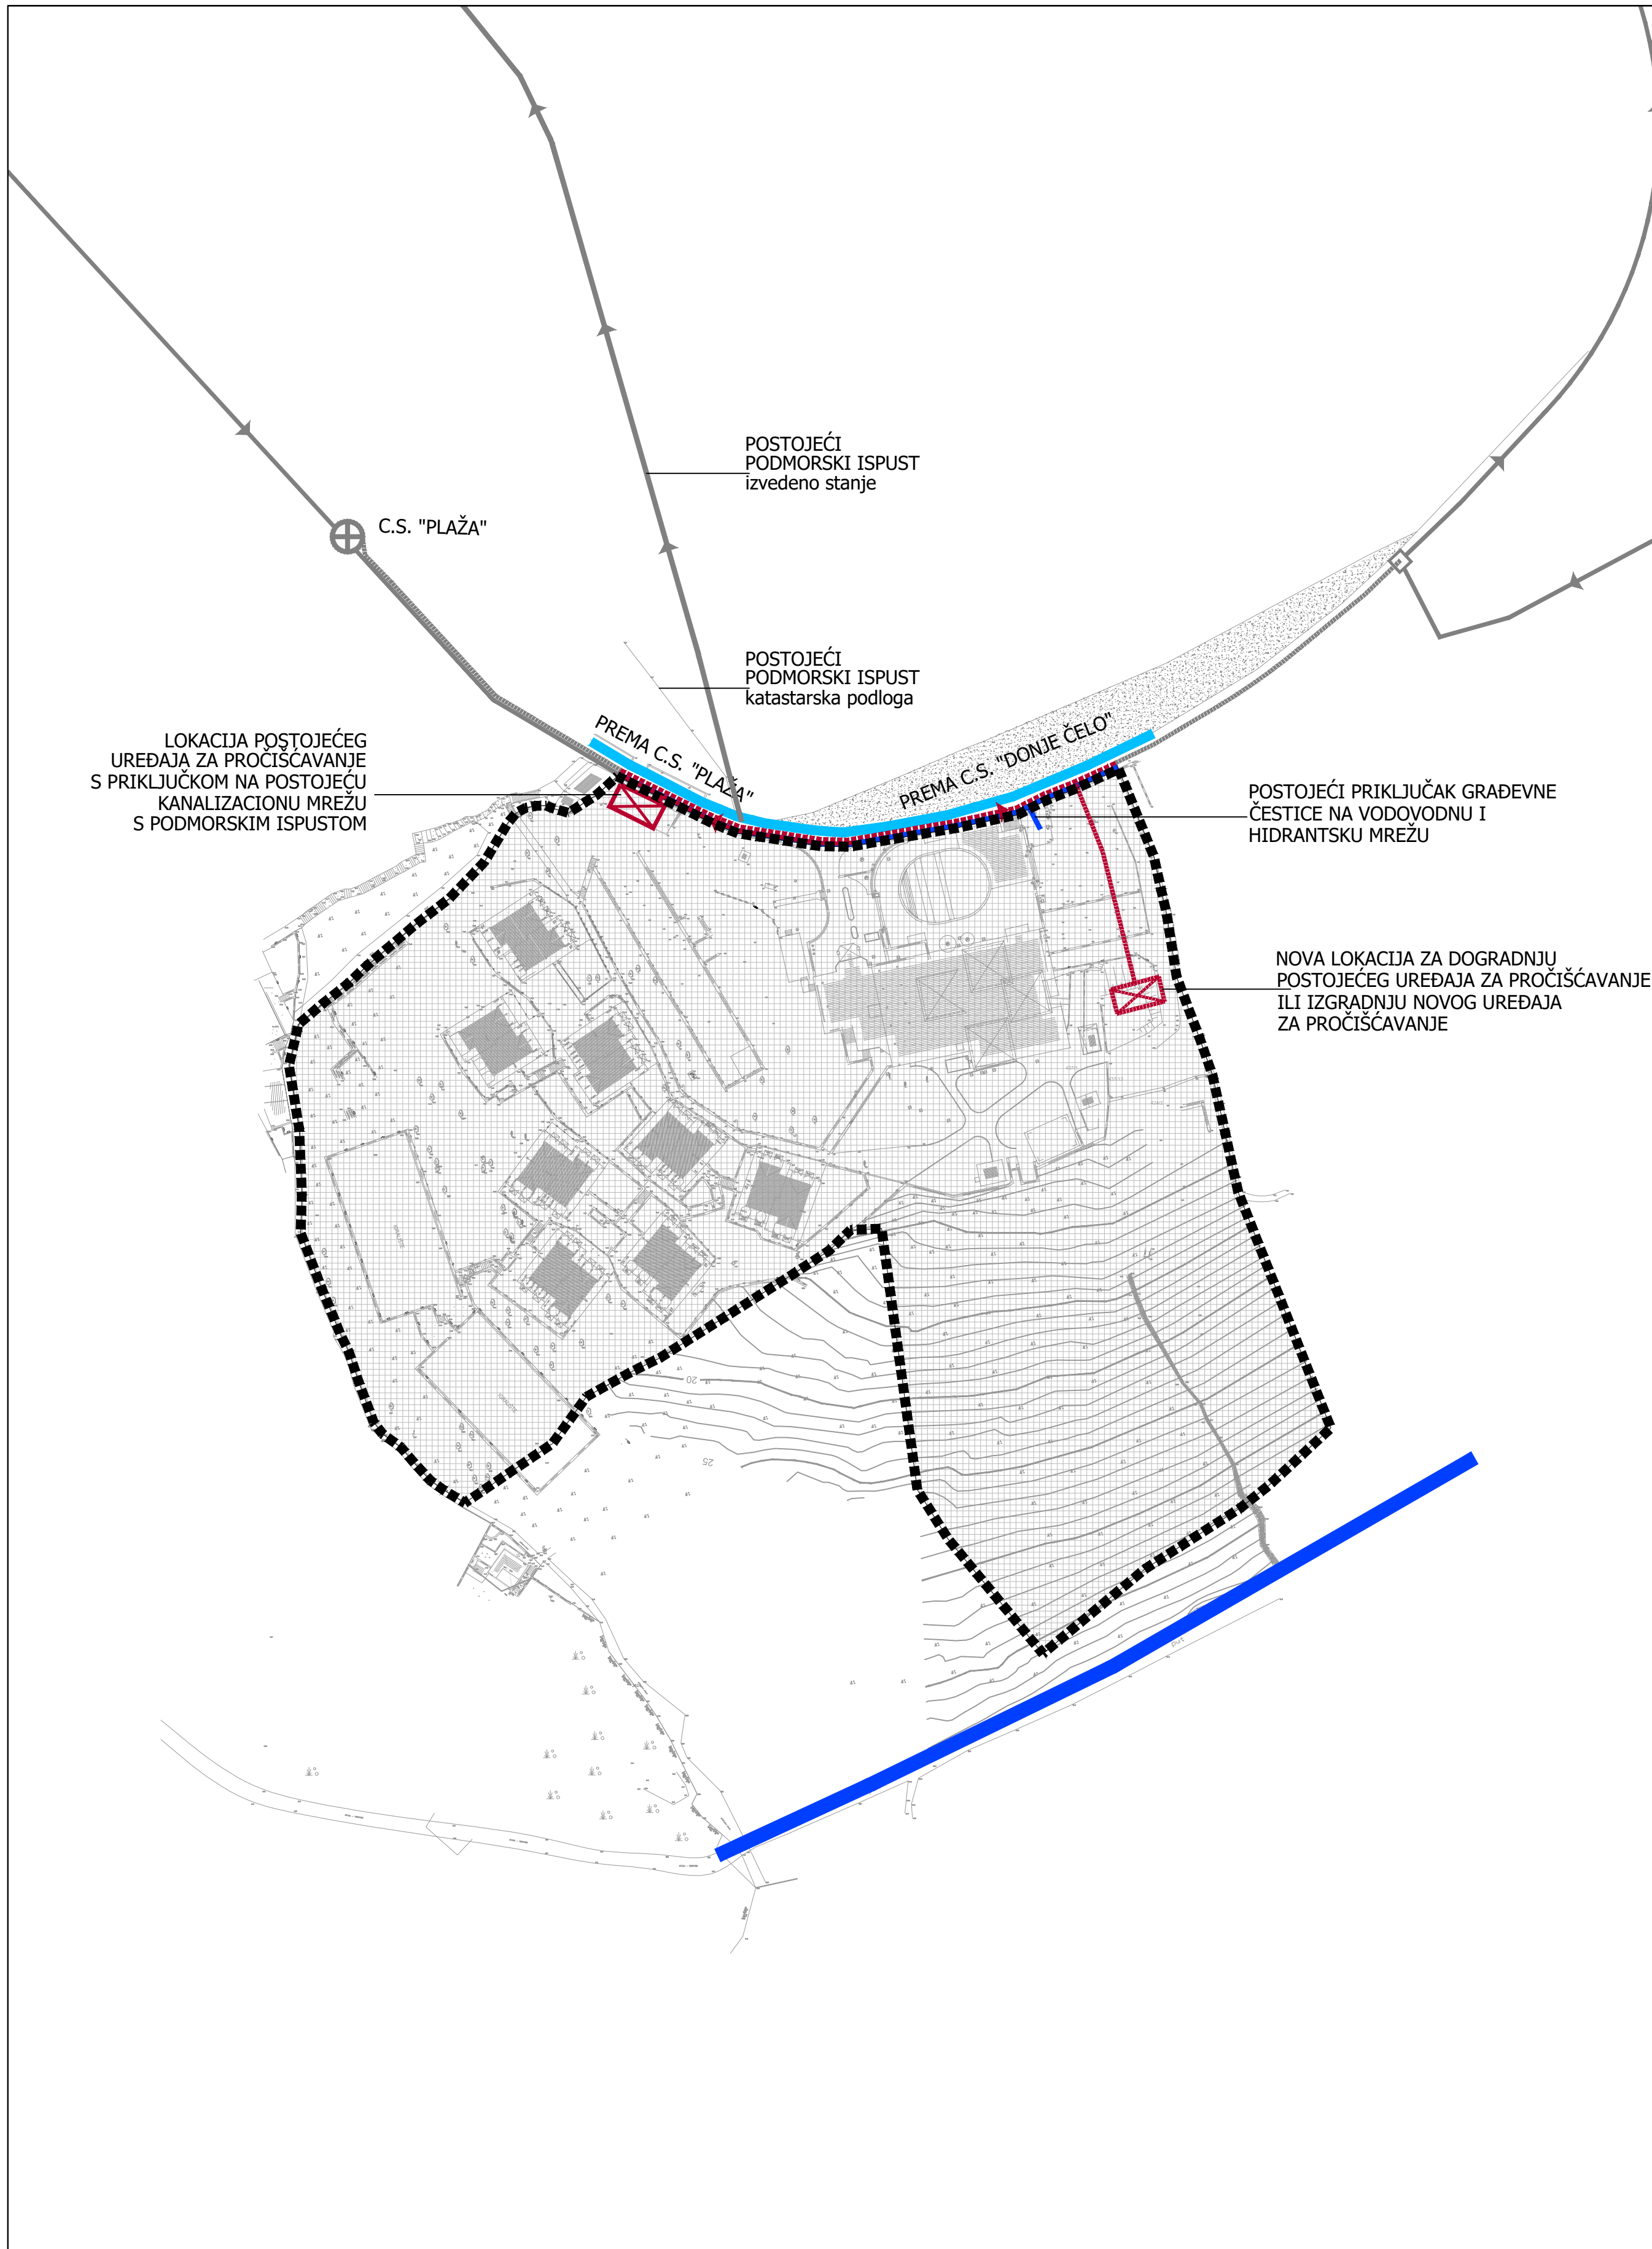 POSTOJEĆI
PODMORSKI ISPUST
izvedeno stanje
C.S. "PLAŽA"
POSTOJEĆI
PODMORSKI ISPUST
katastarska podloga
PREMA C.S. "PLAŽA"
PREMA C.S. "DONJE ČELO"
LOKACIJA POSTOJEĆEG
UREĐAJA ZA PROČIŠĆAVANJE
S PRIKLJUČKOM NA POSTOJEĆU
KANALIZACIONU MREŽU
S PODMORSKIM ISPUSTOM
POSTOJEĆI PRIKLJUČAK GRAĐEVNE
ČESTICE NA VODOVODNU I
HIDRANTSKU MREŽU
NOVA LOKACIJA ZA DOGRADNJU
POSTOJEĆEG UREĐAJA ZA PROČIŠĆAVANJE
ILI IZGRADNJU NOVOG UREĐAJA
ZA PROČIŠĆAVANJE
20
25